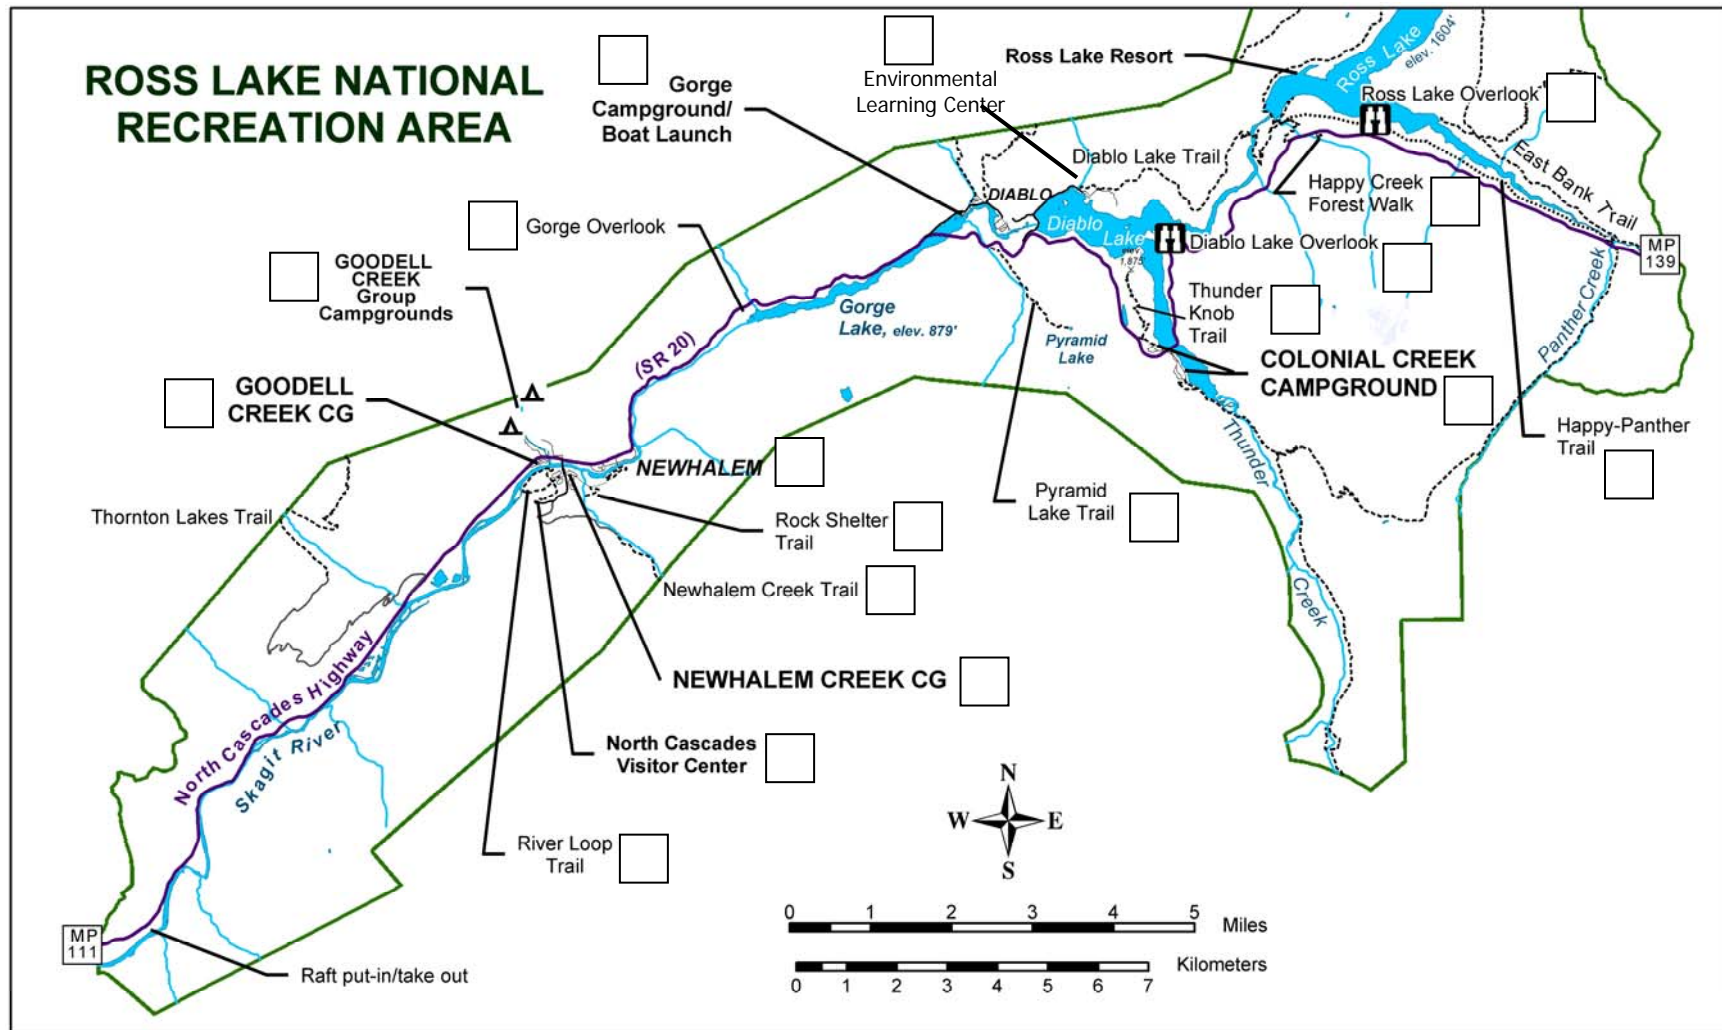 ROSS LAKE NATIONAL
RECREATION AREA
Gorge
Campground/
Boat Launch
Environmental
Learning Center
Ross Lake Resort
Ross Lake
elev. 1604'
Ross Lake Overlook
East Bank Trail
Diablo Lake Trail
Happy Creek
Forest Walk
DIABLO
Diablo
Lake
elev.
1,875'
Diablo Lake Overlook
MP
139
Gorge Overlook
GOODELL
CREEK
Group
Campgrounds
Gorge
Lake, elev. 879'
Pyramid
Lake
Thunder
Knob
Trail
Panther Creek
COLONIAL CREEK
CAMPGROUND
(SR 20)
GOODELL
CREEK CG
Happy-Panther
Trail
Thunder
Creek
NEWHALEM
Pyramid
Lake Trail
Thornton Lakes Trail
Rock Shelter
Trail
Newhalem Creek Trail
NEWHALEM CREEK CG
North Cascades Highway
Skagit River
North Cascades
Visitor Center
River Loop
Trail
N
W E
S
MP
111
Raft put-in/take out
0 1 2 3 4 5 Miles
Kilometers
0 1 2 3 4 5 6 7